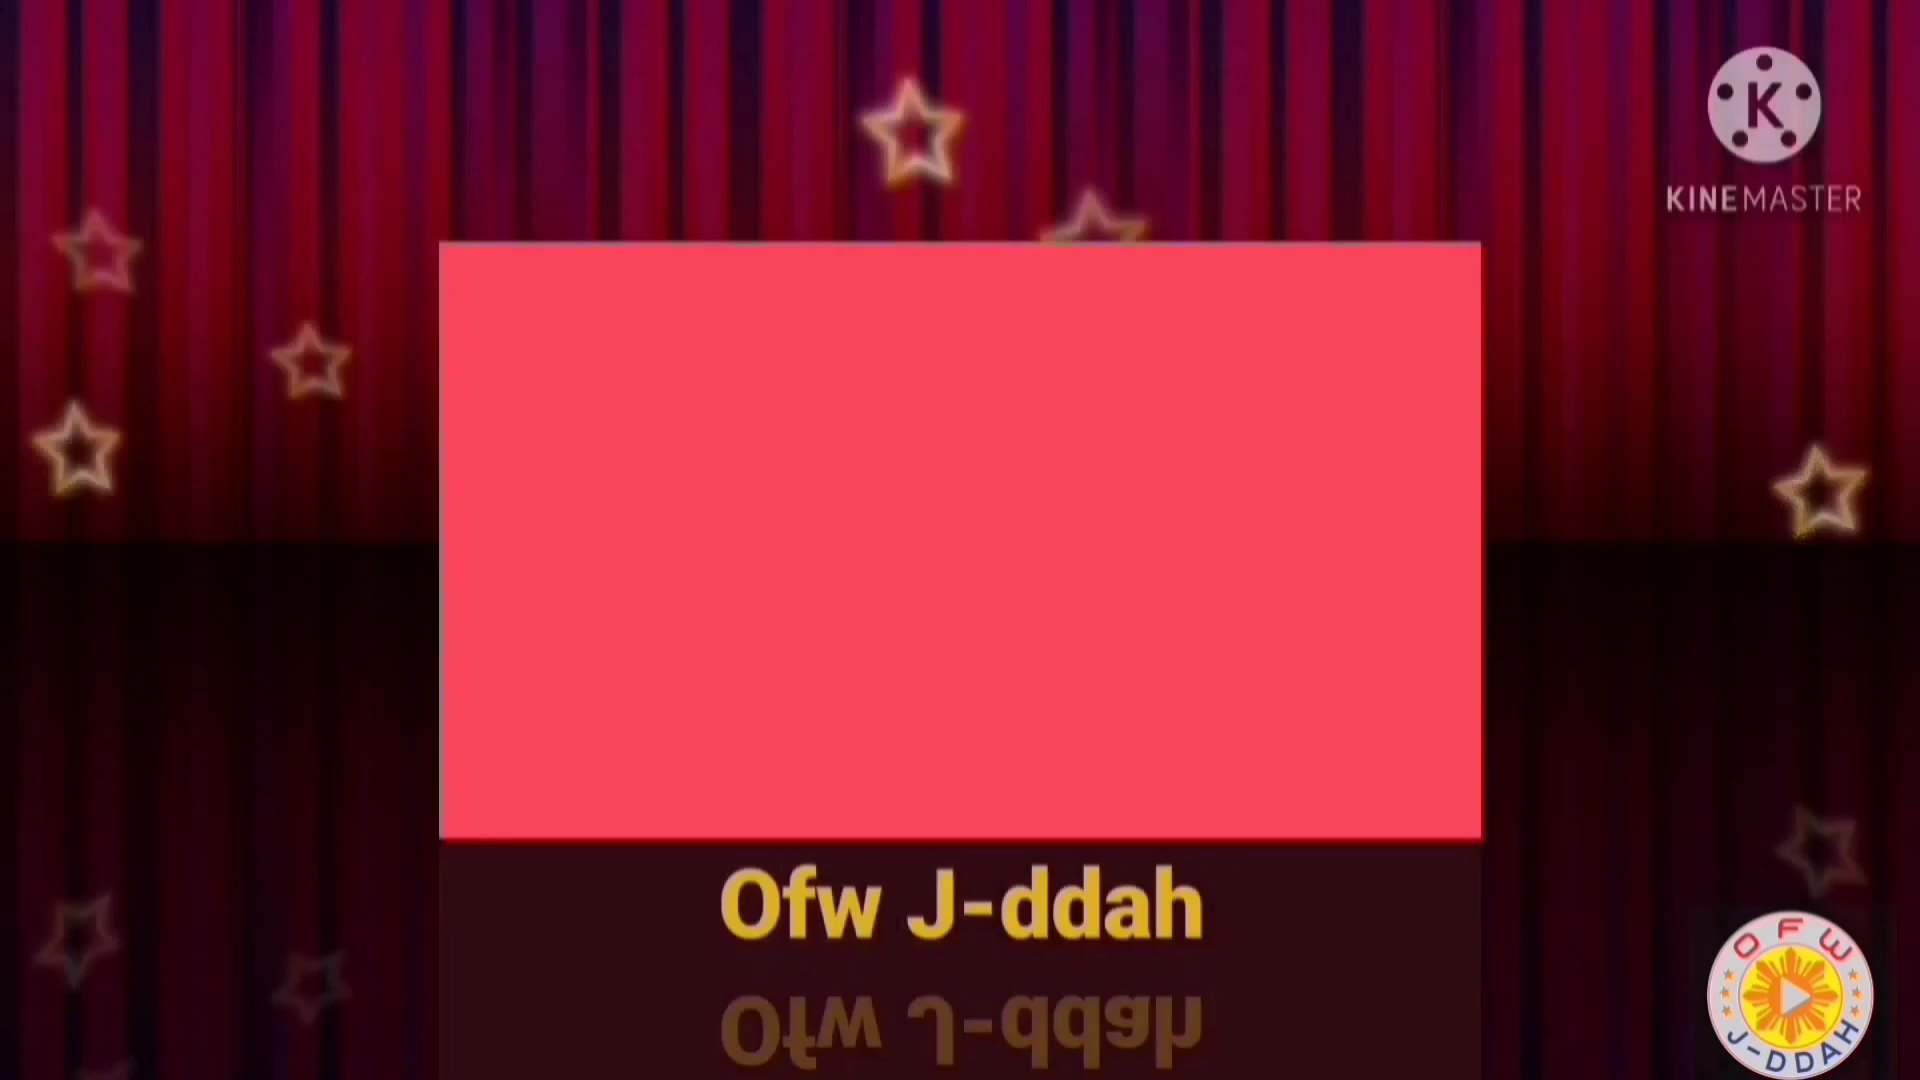 K
KINEMASTER
Ofw J-ddah
Ofw J-ddah
OFW
J-DDAH